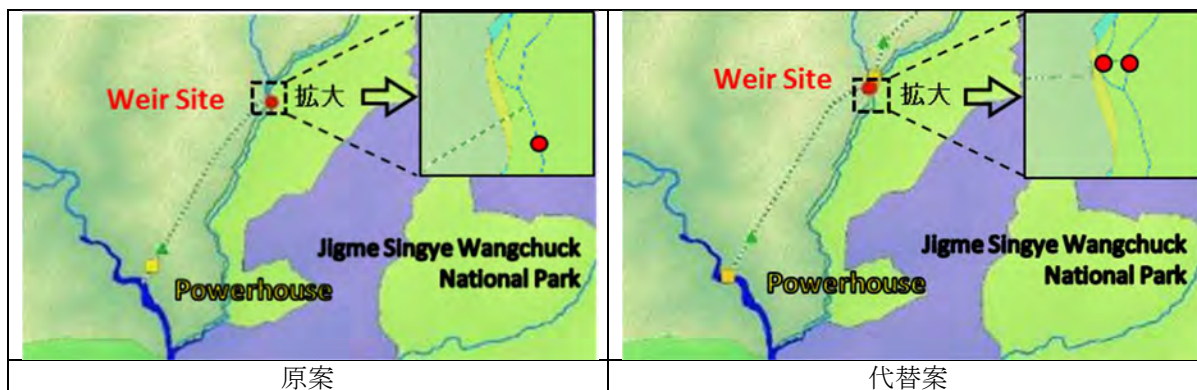 Weir Site
拡大
Jigme Singye Wangchuck
National Park
Powerhouse
原案
Weir Site
拡大
Jigme Singye Wangchuck
National Park
Powerhouse
代替案